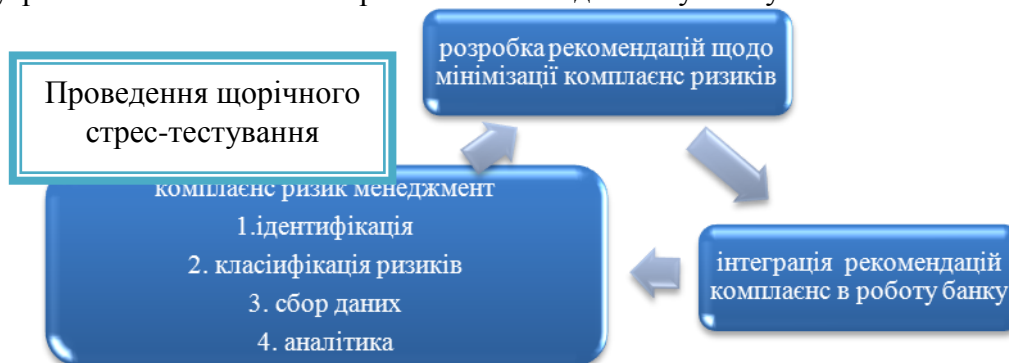 розробка рекомендацій щодо
мінімізації комплаєнс ризиків
Проведення щорічного
стрес-тестування
комплаєнс ризик менеджмент
1.ідентифікація
2. класіифікація ризиків
3. сбор даних
4. аналітика
інтеграція рекомендацій
комплаєнс в роботу банку